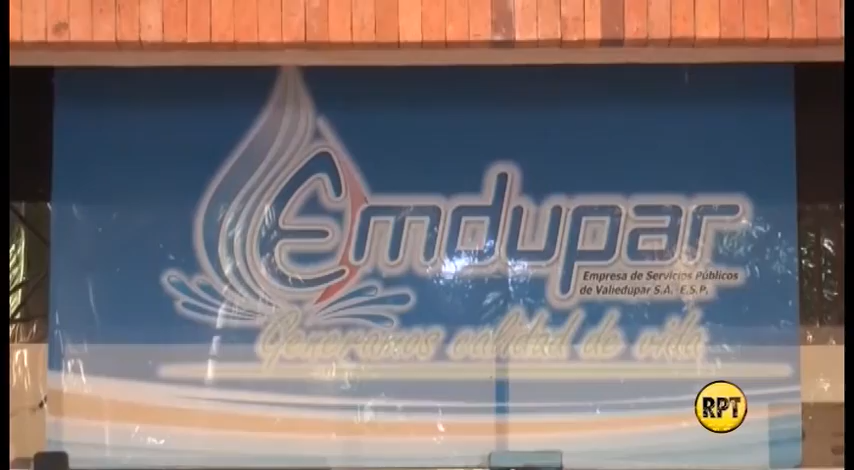 Emdupar
Empresa de Servicios Públicos
de Valledupar S.A. E.S.P.
Generamos calidad de vida
RPT